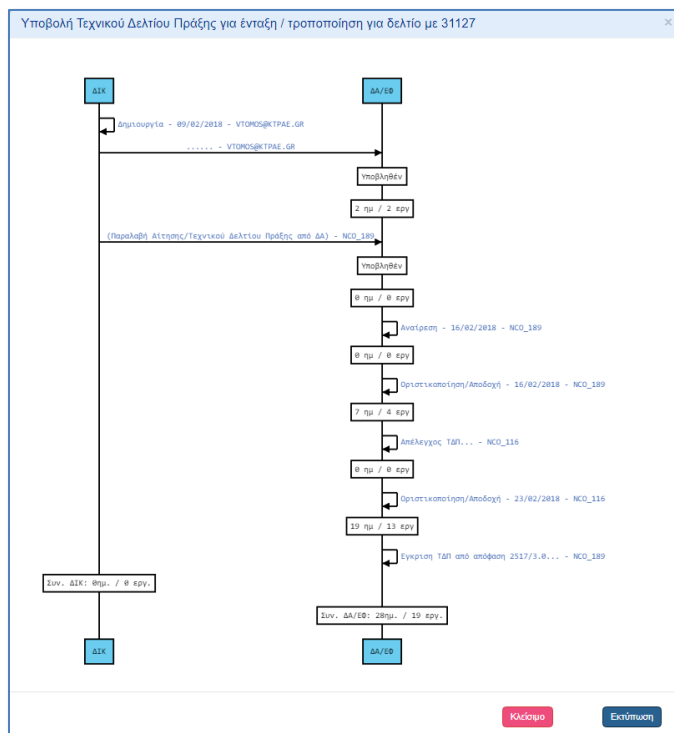 Υποβολή Τεχνικού Δελτίου Πράξης για ένταξη / τροποποίηση για δελτίο με 31127
×
ΔΙΚ
ΔΑ/ΕΦ
Δημιουργία - 09/02/2018 - VTOMOS@KTPAE.GR
...... - VTOMOS@KTPAE.GR
Υποβληθέν
2 ημ / 2 εργ
(Παραλαβή Αίτησης/Τεχνικού Δελτίου Πράξης από ΔΑ) - NCO_189
Υποβληθέν
0 ημ / 0 εργ
Αναίρεση - 16/02/2018 - NCO_189
0 ημ / 0 εργ
Οριστικοποίηση/Αποδοχή - 16/02/2018 - NCO_189
7 ημ / 4 εργ
Απέλεγχος ΤΔΠ... - NCO_116
0 ημ / 0 εργ
Οριστικοποίηση/Αποδοχή - 23/02/2018 - NCO_116
19 ημ / 13 εργ
Εγκριση ΤΔΠ από απόφαση 2517/3.0... - NCO_189
Συν. ΔΙΚ: 0ημ. / 0 εργ.
Συν. ΔΑ/ΕΦ: 28ημ. / 19 εργ.
ΔΙΚ
ΔΑ/ΕΦ
Κλείσιμο
Εκτύπωση